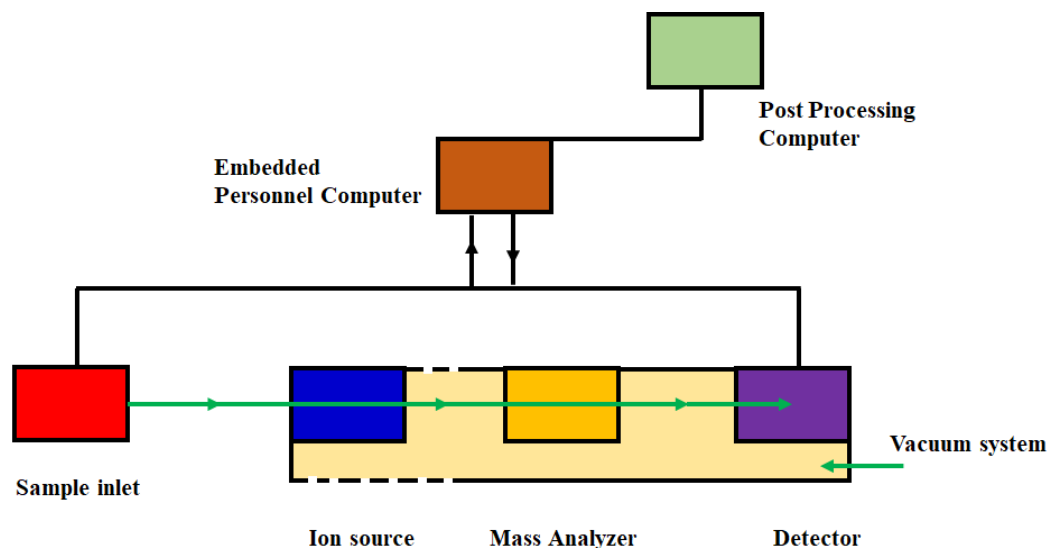 Post Processing
Computer
Embedded
Personnel Computer
Vacuum system
Sample inlet
Ion source
Mass Analyzer
Detector